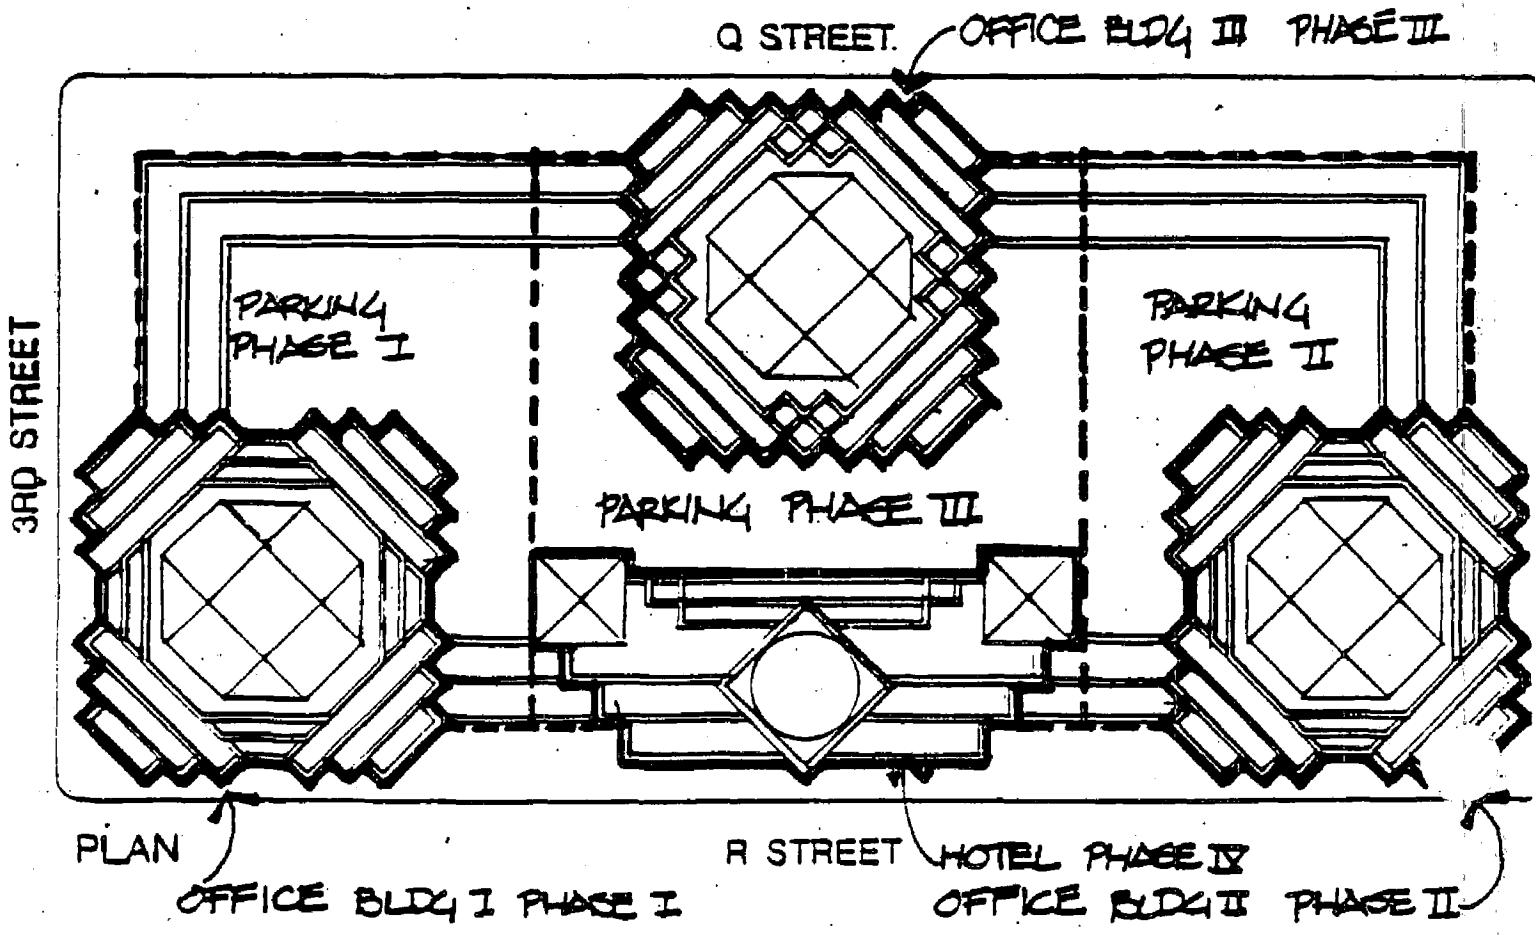 Q STREET.
OFFICE BLDG III PHASE III
3RD STREET
PARKING
PHASE I
PARKING
PHASE II
PARKING PHASE III
PLAN
R STREET
HOTEL PHASE IV
OFFICE BLDG I PHASE I
OFFICE BLDG II PHASE II